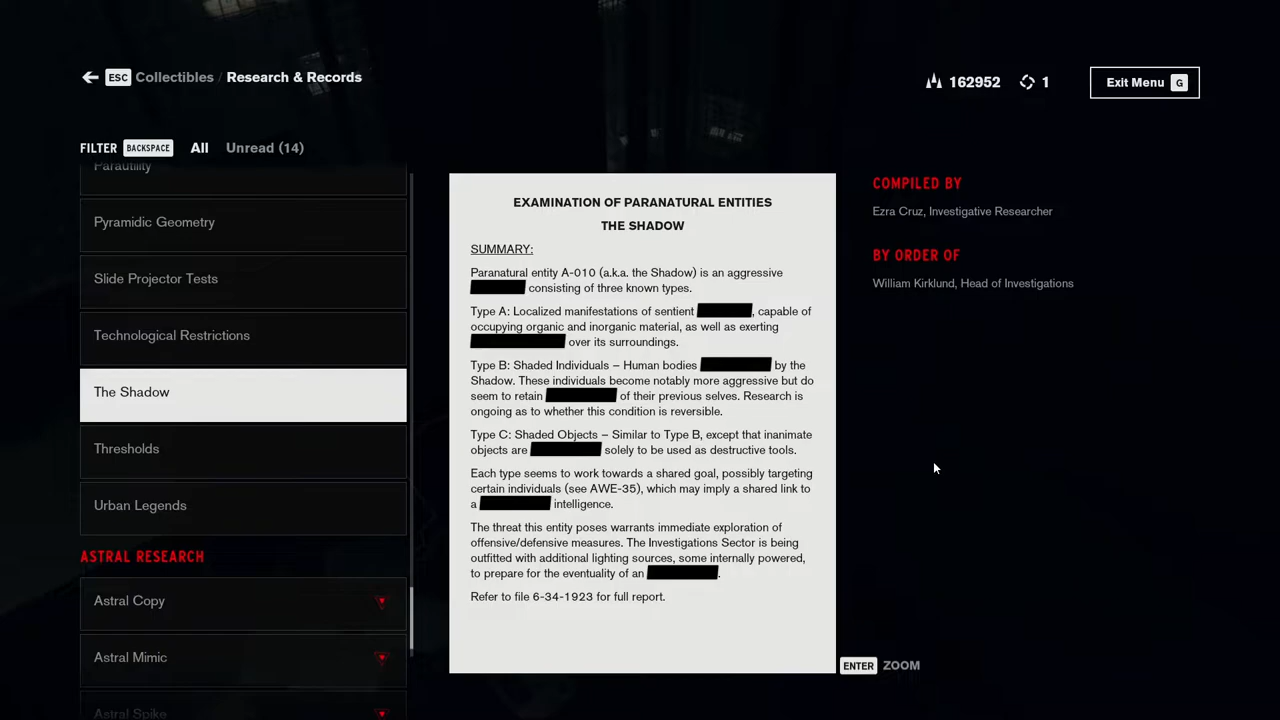 ESC Collectibles / Research & Records
162952
1
Exit Menu G
FILTER BACKSPACE All Unread (14)
Parautility
Pyramidic Geometry
Slide Projector Tests
Technological Restrictions
The Shadow
Thresholds
Urban Legends
ASTRAL RESEARCH
Astral Copy
Astral Mimic
Astral Spike
EXAMINATION OF PARANATURAL ENTITIES
THE SHADOW
SUMMARY:
Paranatural entity A-010 (a.k.a. the Shadow) is an aggressive
consisting of three known types.
Type A: Localized manifestations of sentient , capable of
occupying organic and inorganic material, as well as exerting
over its surroundings.
Type B: Shaded Individuals – Human bodies by the
Shadow. These individuals become notably more aggressive but do
seem to retain of their previous selves. Research is
ongoing as to whether this condition is reversible.
Type C: Shaded Objects – Similar to Type B, except that inanimate
objects are solely to be used as destructive tools.
Each type seems to work towards a shared goal, possibly targeting
certain individuals (see AWE-35), which may imply a shared link to
a intelligence.
The threat this entity poses warrants immediate exploration of
offensive/defensive measures. The Investigations Sector is being
outfitted with additional lighting sources, some internally powered,
to prepare for the eventuality of an .
Refer to file 6-34-1923 for full report.
ENTER ZOOM
COMPILED BY
Ezra Cruz, Investigative Researcher
BY ORDER OF
William Kirklund, Head of Investigations